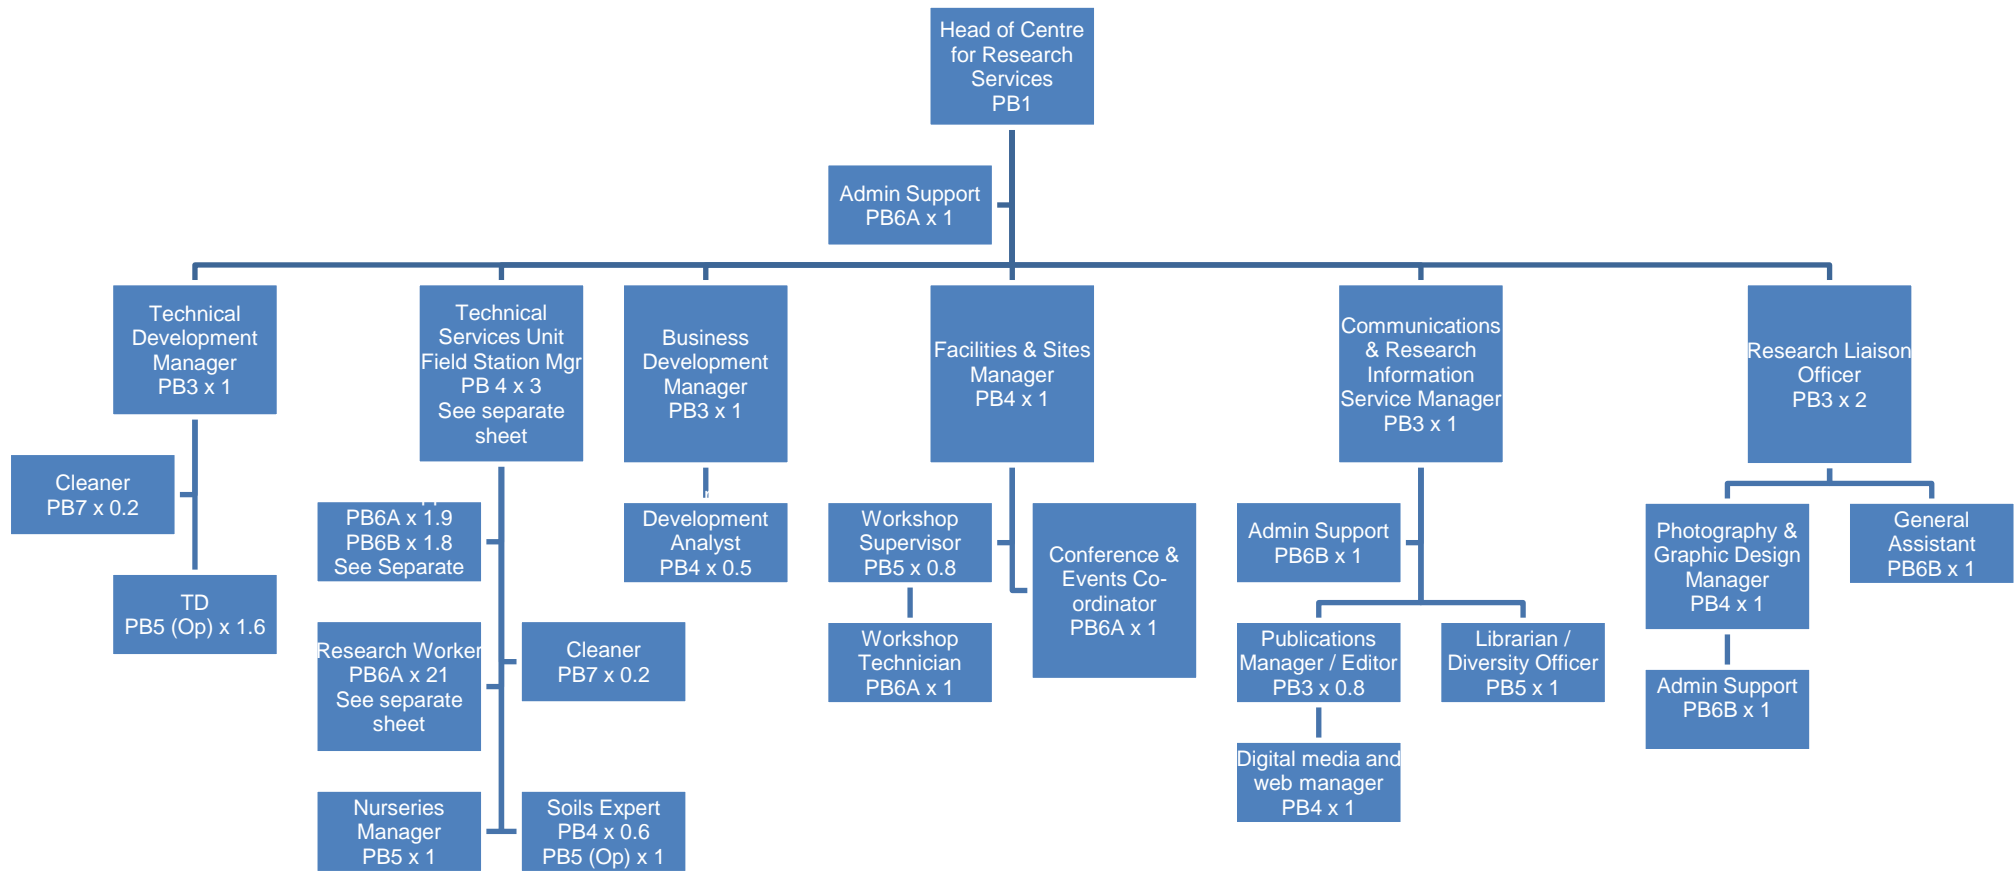 Head of Centre
for Research
Services
PB1
Admin Support
PB6A x 1
Technical
Development
Manager
PB3 x 1
Technical
Services Unit
Field Station Mgr
PB 4 x 3
See separate
sheet
Business
Development
Manager
PB3 x 1
Facilities & Sites
Manager
PB4 x 1
Communications
& Research
Information
Service Manager
PB3 x 1
Research Liaison
Officer
PB3 x 2
Cleaner
PB7 x 0.2
TD
PB5 (Op) x 1.6
PB6A x 1.9
PB6B x 1.8
See Separate
Research Worker
PB6A x 21
See separate
sheet
Cleaner
PB7 x 0.2
Nurseries
Manager
PB5 x 1
Soils Expert
PB4 x 0.6
PB5 (Op) x 1
Development
Analyst
PB4 x 0.5
Workshop
Supervisor
PB5 x 0.8
Workshop
Technician
PB6A x 1
Conference &
Events Co-
ordinator
PB6A x 1
Admin Support
PB6B x 1
Publications
Manager / Editor
PB3 x 0.8
Librarian /
Diversity Officer
PB5 x 1
Digital media and
web manager
PB4 x 1
Photography &
Graphic Design
Manager
PB4 x 1
General
Assistant
PB6B x 1
Admin Support
PB6B x 1